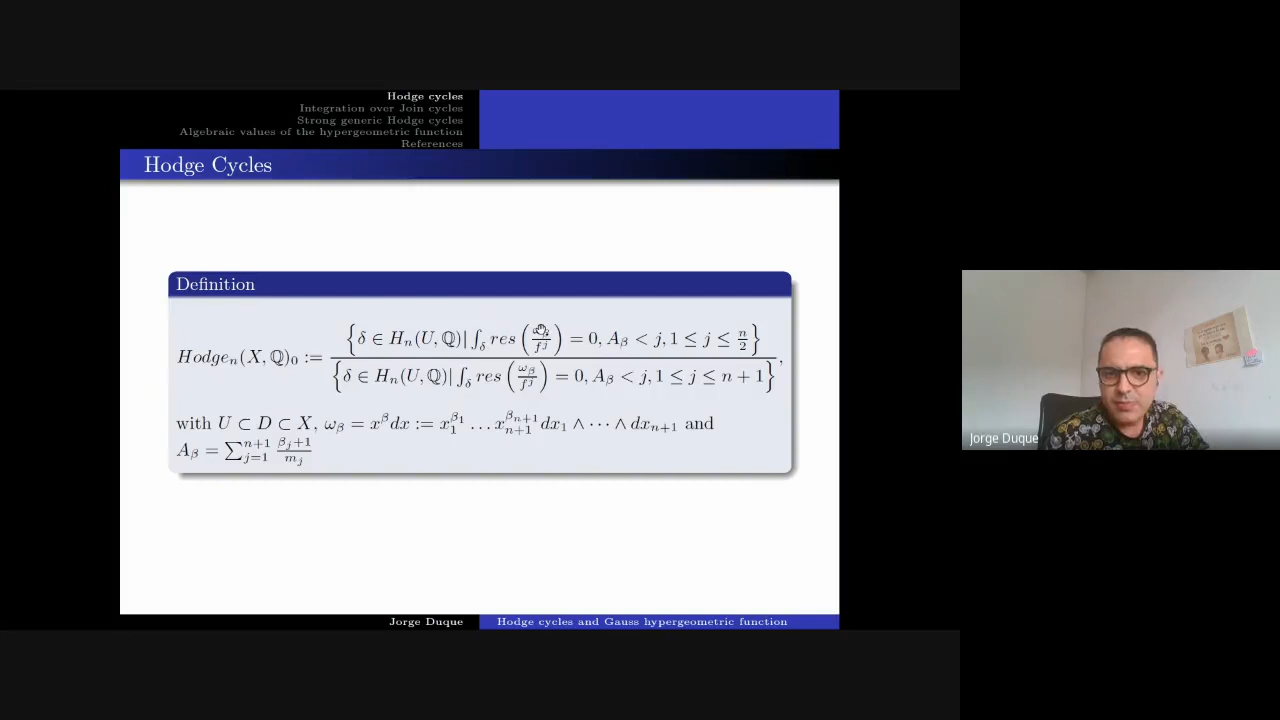 Hodge cycles
Integration over Join cycles
Strong generic Hodge cycles
Algebraic values of the hypergeometric function
References
Hodge Cycles
Definition
Hodge_n(X, ℚ)_0 := {δ ∈ H_n(U, ℚ)| ∫_δ res( /f^j) = 0, A_β < j, 1 ≤ j ≤ n/2} / {δ ∈ H_n(U, ℚ)| ∫_δ res(ω_β/f^j) = 0, A_β < j, 1 ≤ j ≤ n + 1},
with U ⊂ D ⊂ X, ω_β = x^β dx := x_1^{β_1} … x_{n+1}^{β_{n+1}} dx_1 ∧ ⋯ ∧ dx_{n+1} and
A_β = ∑_{j=1}^{n+1} (β_j+1)/m_j
Jorge Duque
Jorge Duque
Hodge cycles and Gauss hypergeometric function